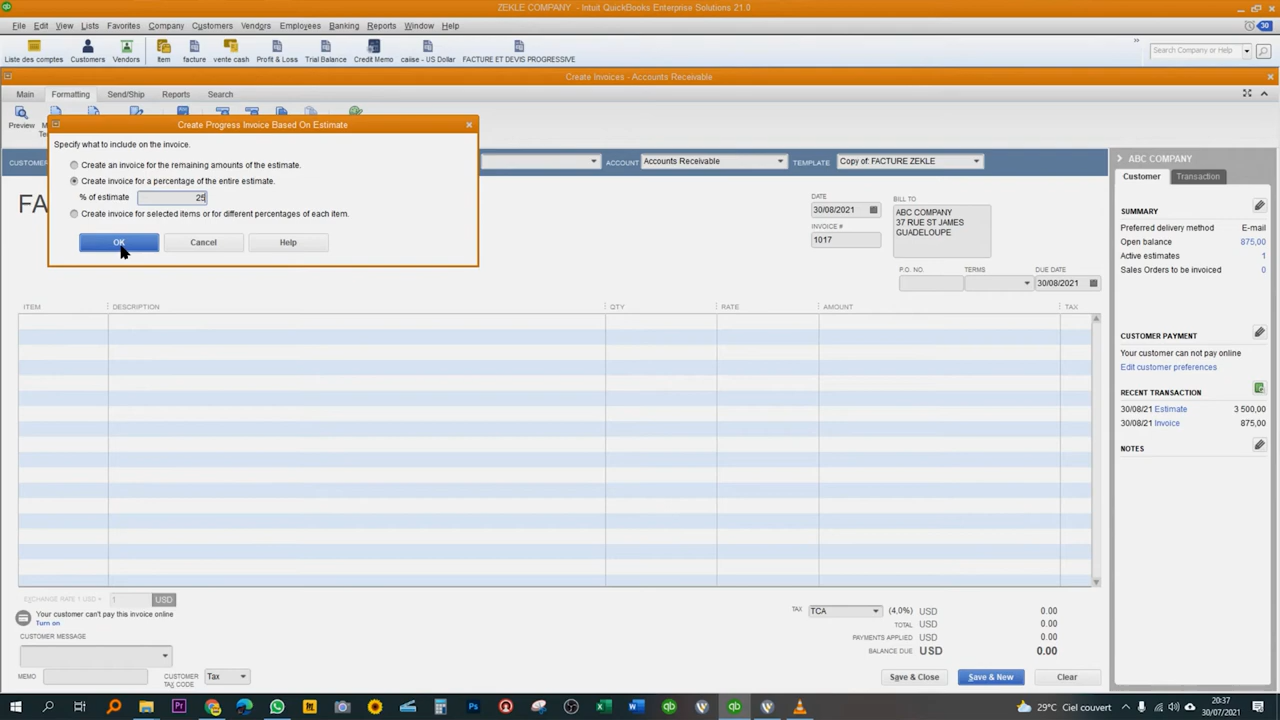 ZEKLE COMPANY - Intuit QuickBooks Enterprise Solutions 21.0
File Edit View Lists Favorites Company Customers Vendors Employees Banking Reports Window Help
30
Liste des comptes Customers Vendors Item facture vente cash Profit & Loss Trial Balance Credit Memo caiise - US Dollar FACTURE ET DEVIS PROGRESSIVE
Search Company or Help
Create Invoices - Accounts Receivable
Main Formatting Send/Ship Reports Search
Preview
Create Progress Invoice Based On Estimate
Specify what to include on the invoice.
Create an invoice for the remaining amounts of the estimate.
Create invoice for a percentage of the entire estimate.
% of estimate 25
Create invoice for selected items or for different percentages of each item.
OK Cancel Help
ACCOUNT Accounts Receivable TEMPLATE Copy of: FACTURE ZEKLE
DATE
30/08/2021
INVOICE #
1017
BILL TO
ABC COMPANY
37 RUE ST JAMES
GUADELOUPE
P.O. NO. TERMS DUE DATE
30/08/2021
ITEM DESCRIPTION QTY RATE AMOUNT TAX
EXCHANGE RATE 1 USD = 1 USD
Your customer can't pay this invoice online
Turn on
CUSTOMER MESSAGE
MEMO
CUSTOMER TAX CODE Tax
TAX TCA (4,0%) USD 0.00
TOTAL USD 0.00
PAYMENTS APPLIED USD 0.00
BALANCE DUE USD 0.00
Save & Close Save & New Clear
ABC COMPANY
Customer Transaction
SUMMARY
Preferred delivery method E-mail
Open balance 875,00
Active estimates 1
Sales Orders to be invoiced 0
CUSTOMER PAYMENT
Your customer can not pay online
Edit customer preferences
RECENT TRANSACTION
30/08/21 Estimate 3 500,00
30/08/21 Invoice 875,00
NOTES
29°C Ciel couvert
20:37
30/07/2021